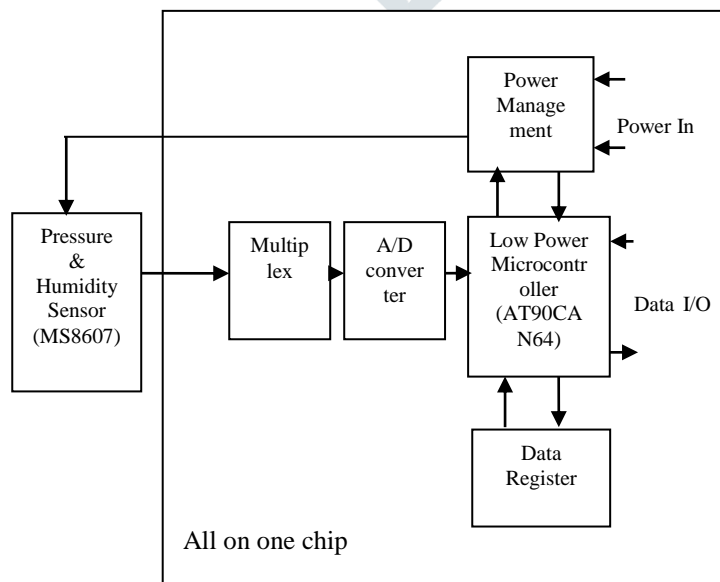 Power
Manage
ment
Power In
Pressure
&
Humidity
Sensor
(MS8607)
Multip
lex
A/D
conver
ter
Low Power
Microcontr
oller
(AT90CA
N64)
Data I/O
Data
Register
All on one chip